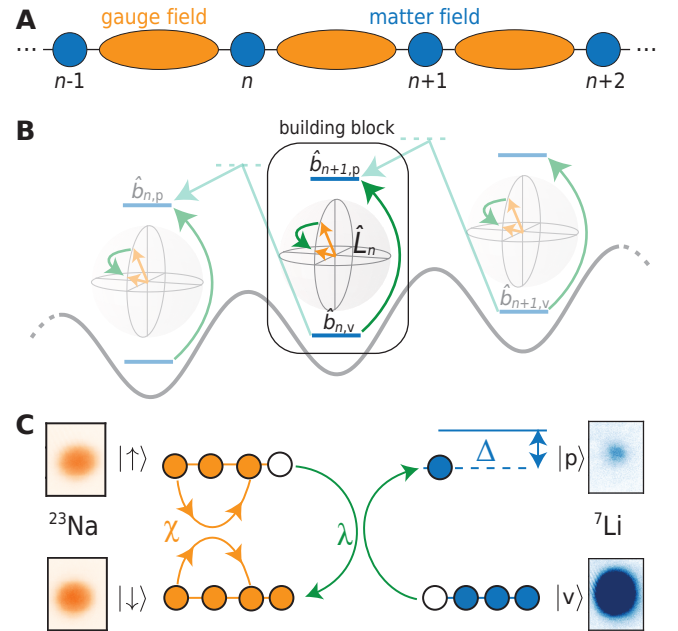 A
gauge field
matter field
··· ···
n-1 n n+1 n+2
B
building block
b̂ₙ,ₚ
b̂ₙ₊₁,ₚ
L̂ₙ
b̂ₙ₊₁,ᵥ
b̂ₙ,ᵥ
C
|↑⟩
Δ
|p⟩
²³Na
χ
λ
⁷Li
|↓⟩
|v⟩